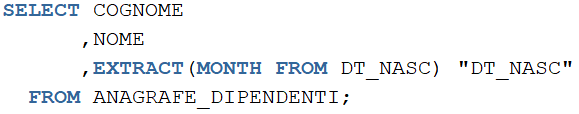 SELECT COGNOME
,NOME
,EXTRACT(MONTH FROM DT_NASC) "DT_NASC"
FROM ANAGRAFE_DIPENDENTI;